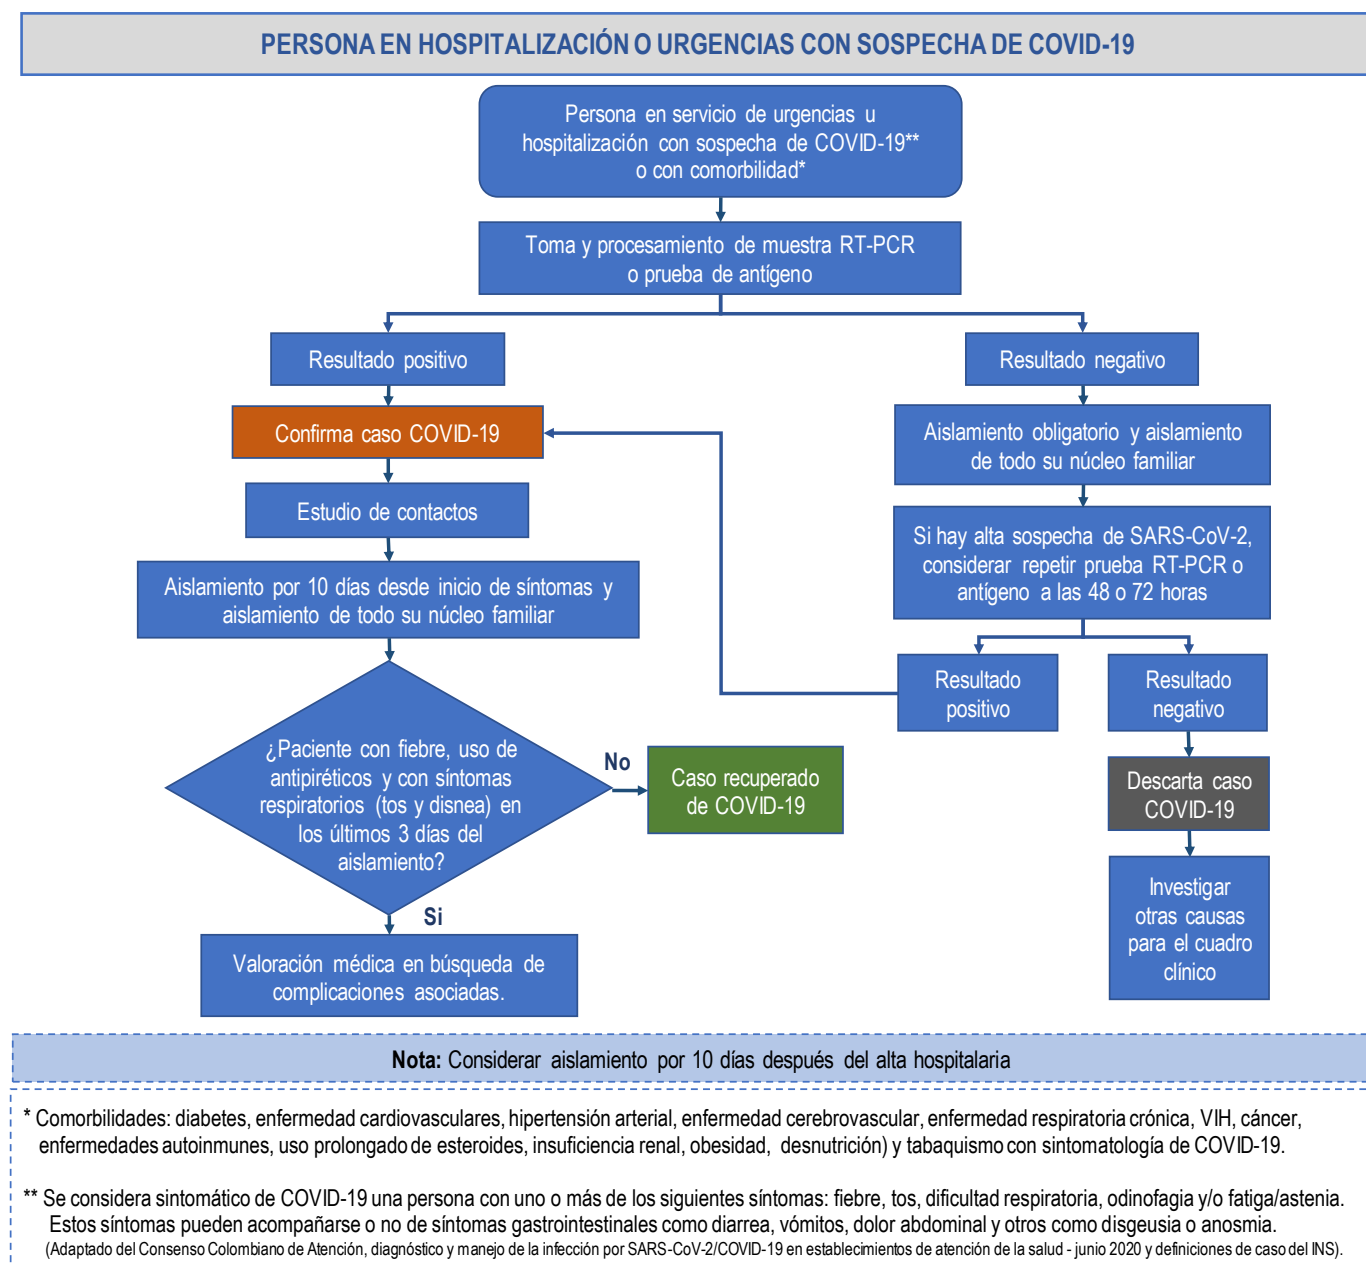 PERSONA EN HOSPITALIZACIÓN O URGENCIAS CON SOSPECHA DE COVID-19
Persona en servicio de urgencias u
hospitalización con sospecha de COVID-19**
o con comorbilidad*
Toma y procesamiento de muestra RT-PCR
o prueba de antígeno
Resultado positivo
Confirma caso COVID-19
Estudio de contactos
Aislamiento por 10 días desde inicio de síntomas y
aislamiento de todo su núcleo familiar
¿Paciente con fiebre, uso de
antipiréticos y con síntomas
respiratorios (tos y disnea) en
los últimos 3 días del
aislamiento?
No
Caso recuperado
de COVID-19
Si
Valoración médica en búsqueda de
complicaciones asociadas.
Resultado negativo
Aislamiento obligatorio y aislamiento
de todo su núcleo familiar
Si hay alta sospecha de SARS-CoV-2,
considerar repetir prueba RT-PCR o
antígeno a las 48 o 72 horas
Resultado
positivo
Resultado
negativo
Descarta caso
COVID-19
Investigar
otras causas
para el cuadro
clínico
Nota: Considerar aislamiento por 10 días después del alta hospitalaria
* Comorbilidades: diabetes, enfermedad cardiovasculares, hipertensión arterial, enfermedad cerebrovascular, enfermedad respiratoria crónica, VIH, cáncer,
enfermedades autoinmunes, uso prolongado de esteroides, insuficiencia renal, obesidad, desnutrición) y tabaquismo con sintomatología de COVID-19.
** Se considera sintomático de COVID-19 una persona con uno o más de los siguientes síntomas: fiebre, tos, dificultad respiratoria, odinofagia y/o fatiga/astenia.
Estos síntomas pueden acompañarse o no de síntomas gastrointestinales como diarrea, vómitos, dolor abdominal y otros como disgeusia o anosmia.
(Adaptado del Consenso Colombiano de Atención, diagnóstico y manejo de la infección por SARS-CoV-2/COVID-19 en establecimientos de atención de la salud - junio 2020 y definiciones de caso del INS).